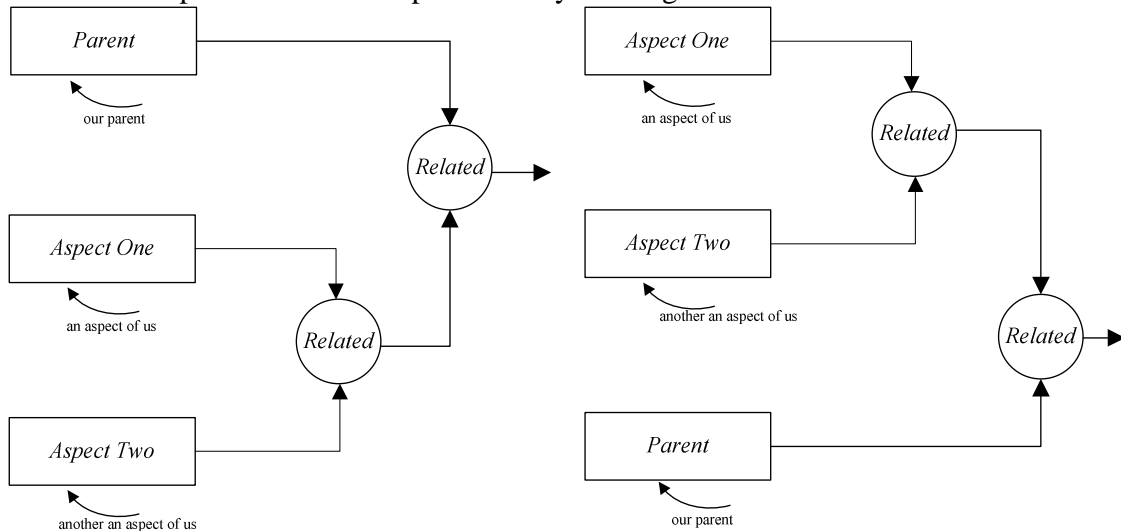 Parent
our parent
Related
Aspect One
an aspect of us
Related
Aspect Two
another an aspect of us
Aspect One
an aspect of us
Related
Aspect Two
another an aspect of us
Related
Parent
our parent